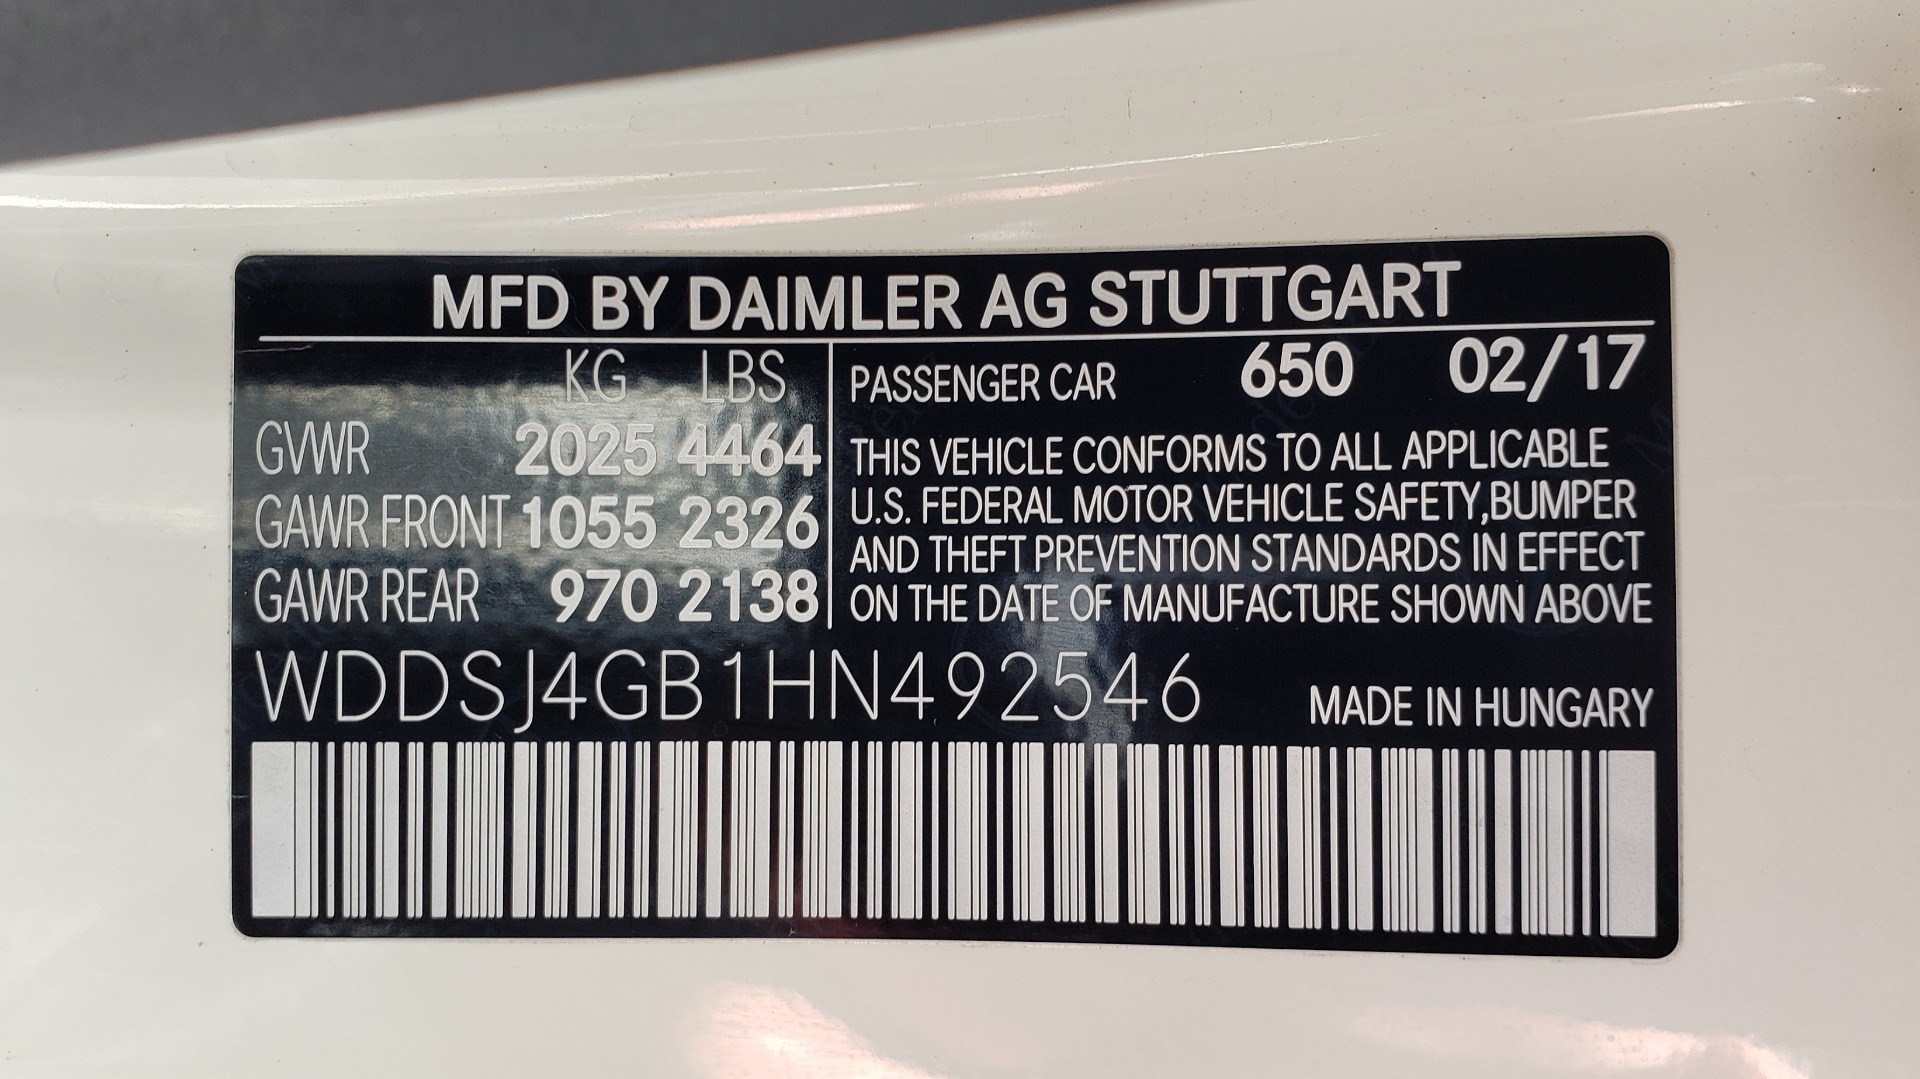 MFD BY DAIMLER AG STUTTGART
KG LBS
GVWR 2025 4464
GAWR FRONT 1055 2326
GAWR REAR 970 2138
PASSENGER CAR 650 02/17
THIS VEHICLE CONFORMS TO ALL APPLICABLE
U.S. FEDERAL MOTOR VEHICLE SAFETY,BUMPER
AND THEFT PREVENTION STANDARDS IN EFFECT
ON THE DATE OF MANUFACTURE SHOWN ABOVE
WDDSJ4GB1HN492546
MADE IN HUNGARY